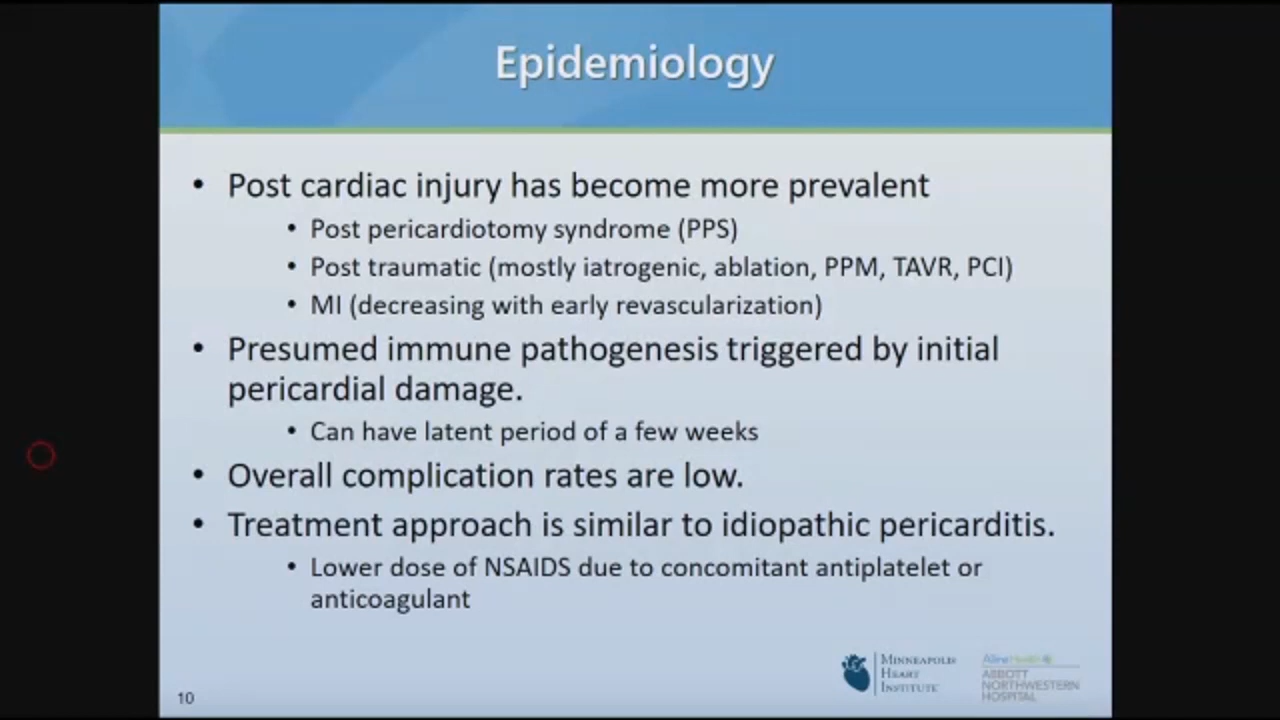 Epidemiology
• Post cardiac injury has become more prevalent
• Post pericardiotomy syndrome (PPS)
• Post traumatic (mostly iatrogenic, ablation, PPM, TAVR, PCI)
• MI (decreasing with early revascularization)
• Presumed immune pathogenesis triggered by initial
pericardial damage.
• Can have latent period of a few weeks
• Overall complication rates are low.
• Treatment approach is similar to idiopathic pericarditis.
• Lower dose of NSAIDS due to concomitant antiplatelet or
anticoagulant
MINNEAPOLIS
HEART
INSTITUTE
AllinaHealth
ABBOTT
NORTHWESTERN
HOSPITAL
10